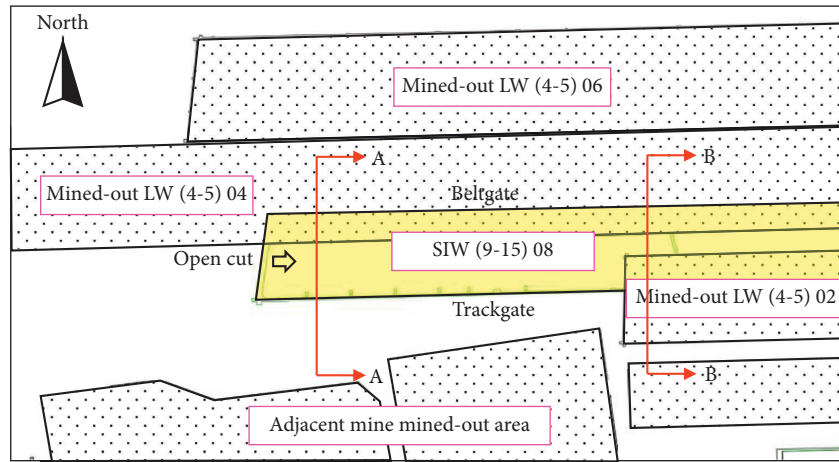 North
Mined-out LW (4-5) 06
A
B
Mined-out LW (4-5) 04
Beltgate
Open cut
SIW (9-15) 08
Mined-out LW (4-5) 02
Trackgate
A
B
Adjacent mine mined-out area